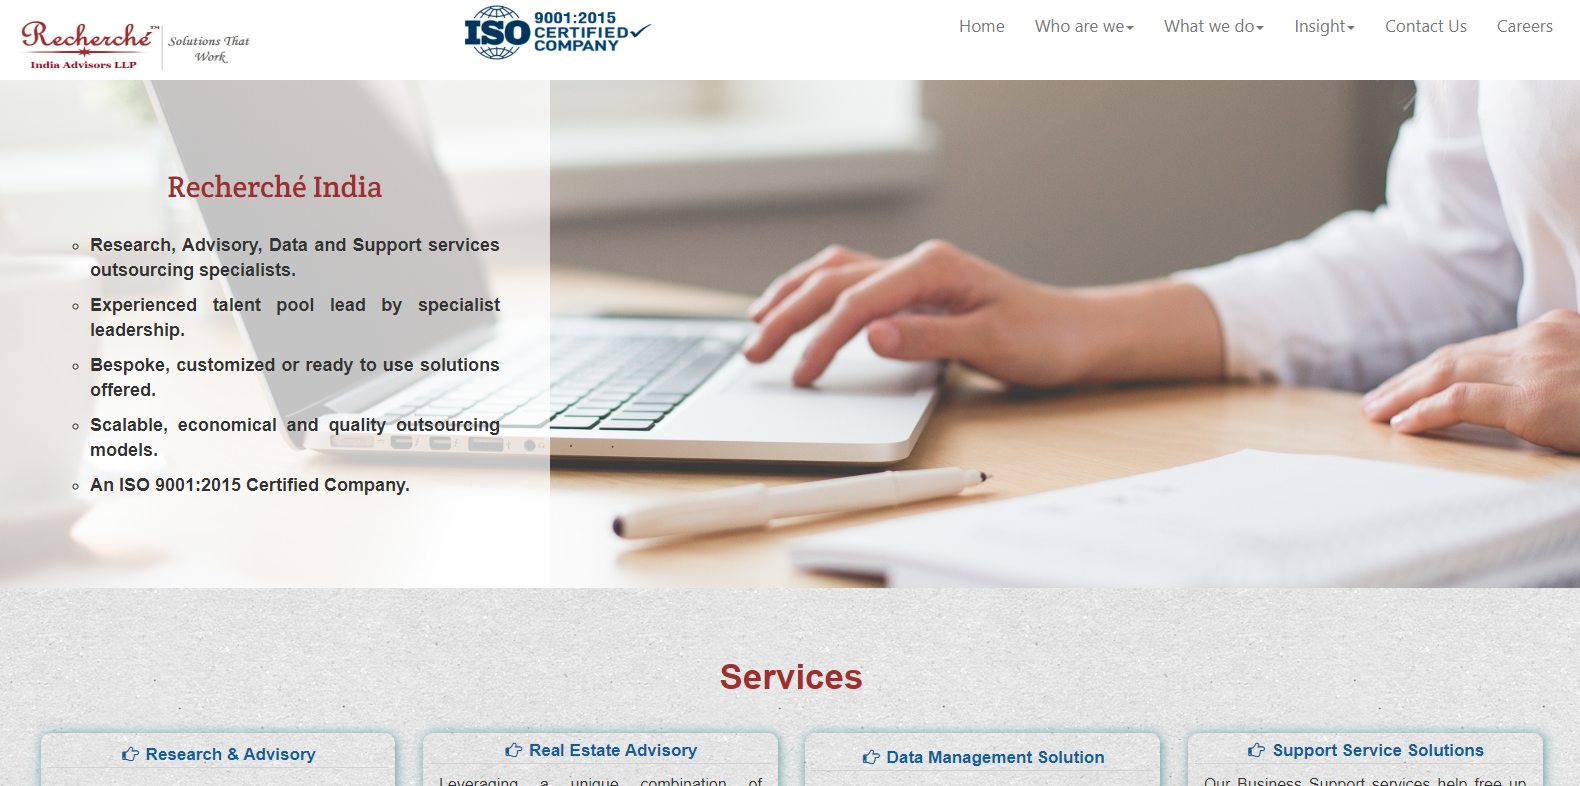 Recherché™
India Advisors LLP
Solutions That
Work
ISO
9001:2015
CERTIFIED
COMPANY
Home
Who are we
What we do
Insight
Contact Us
Careers
Recherché India
Research, Advisory, Data and Support services
outsourcing specialists.
Experienced talent pool lead by specialist
leadership.
Bespoke, customized or ready to use solutions
offered.
Scalable, economical and quality outsourcing
models.
An ISO 9001:2015 Certified Company.
Services
Research & Advisory
Real Estate Advisory
Leveraging a unique combination of
Data Management Solution
Support Service Solutions
Our Business Support services help free up